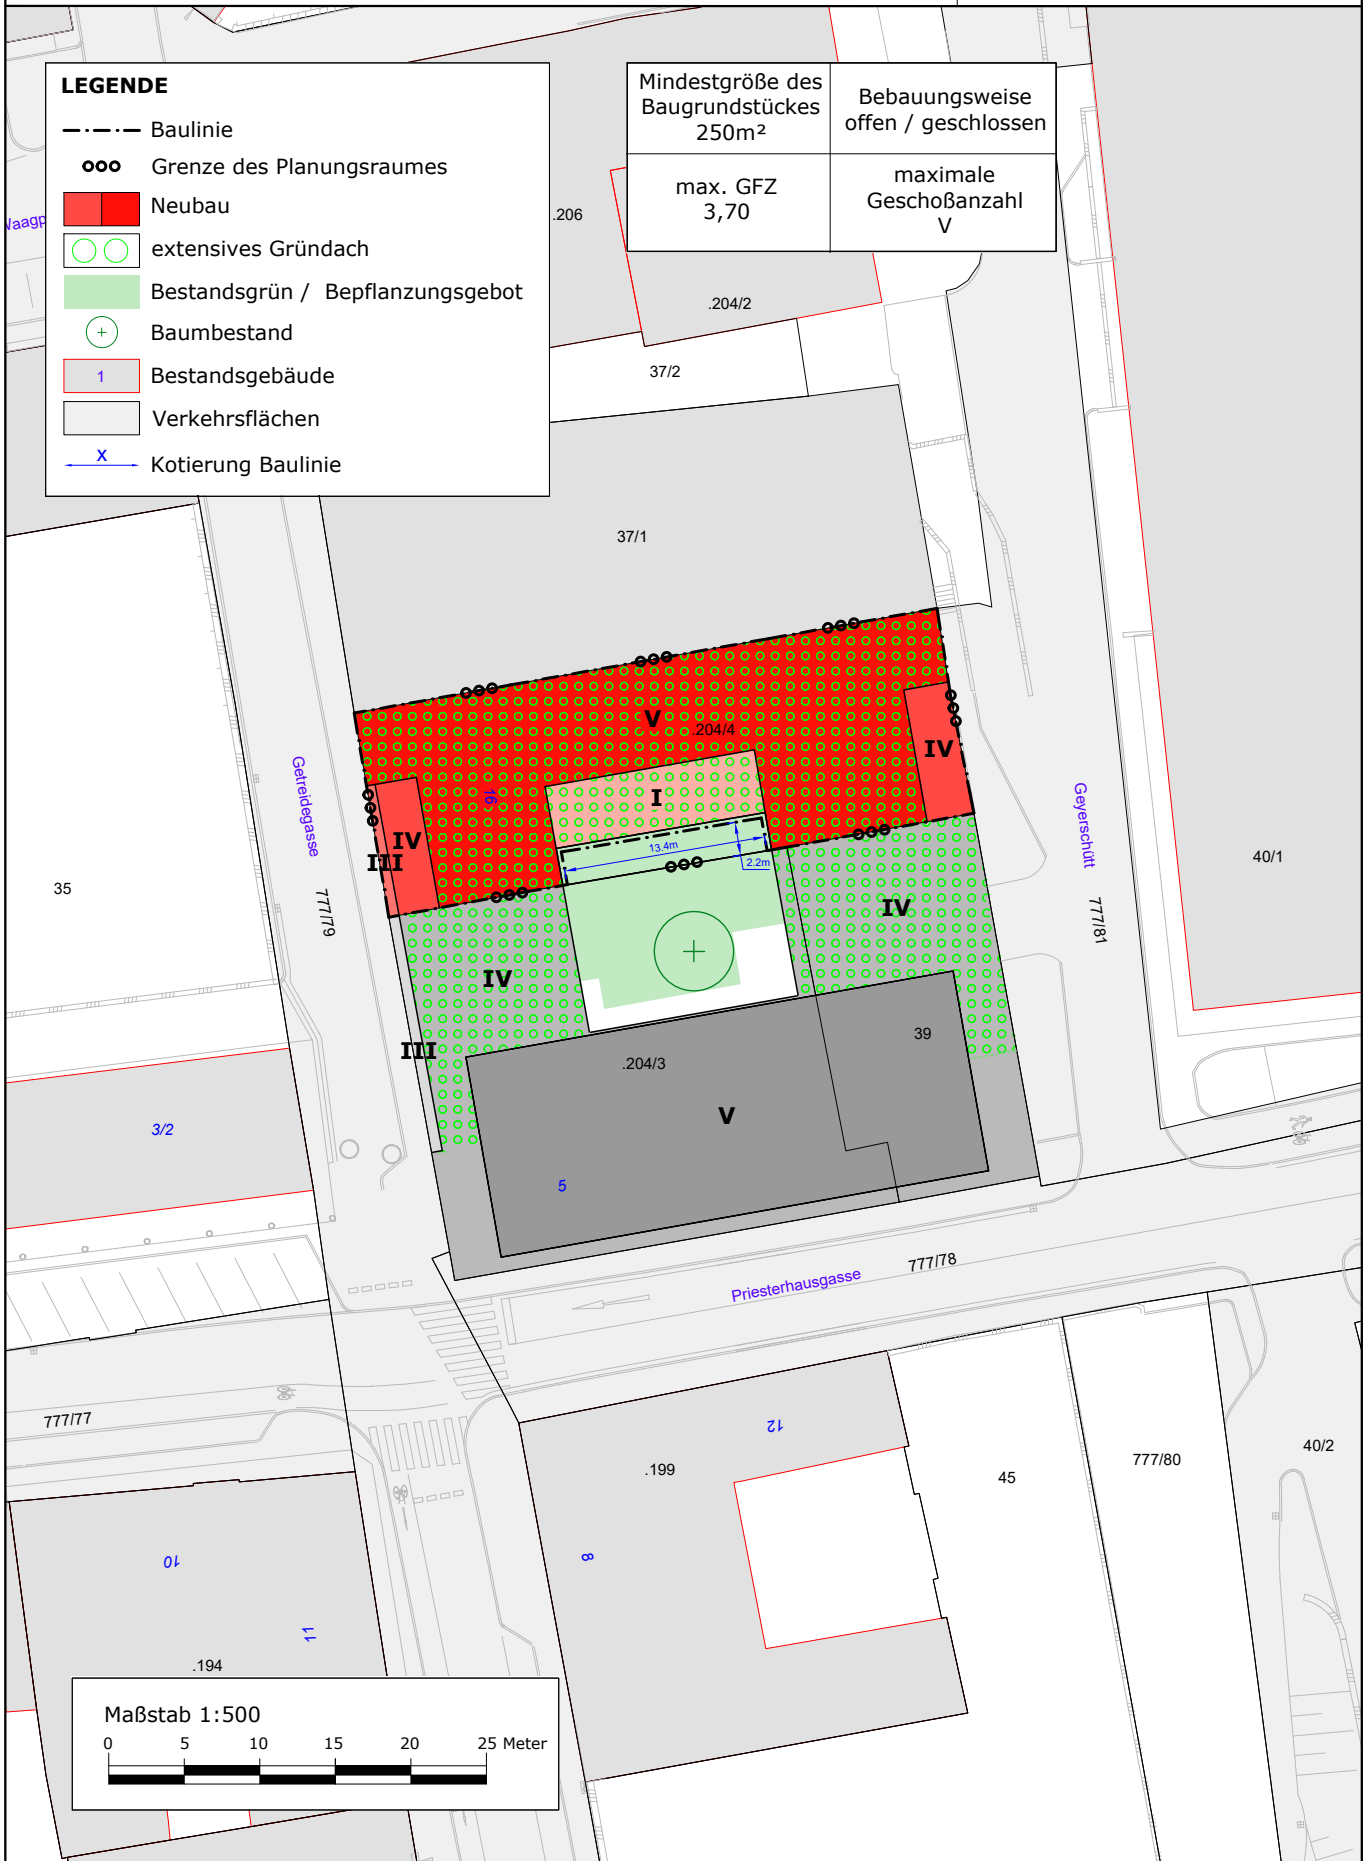 LEGENDE
Baulinie
Grenze des Planungsraumes
Neubau
extensives Gründach
Bestandsgrün / Bepflanzungsgebot
Baumbestand
1
Bestandsgebäude
Verkehrsflächen
x
Kotierung Baulinie
Mindestgröße des
Baugrundstückes
250m²
Bebauungsweise
offen / geschlossen
max. GFZ
3,70
maximale
Geschoßanzahl
V
.206
.204/2
37/2
37/1
V
.204/4
IV
16
I
IV
III
13.4m
2.2m
Getreidegasse
777/79
Geyerschütt
777/81
40/1
35
IV
IV
III
39
.204/3
V
3/2
5
777/78
Priesterhausgasse
777/77
12
.199
45
777/80
40/2
10
8
11
.194
Maßstab 1:500
0 5 10 15 20 25 Meter